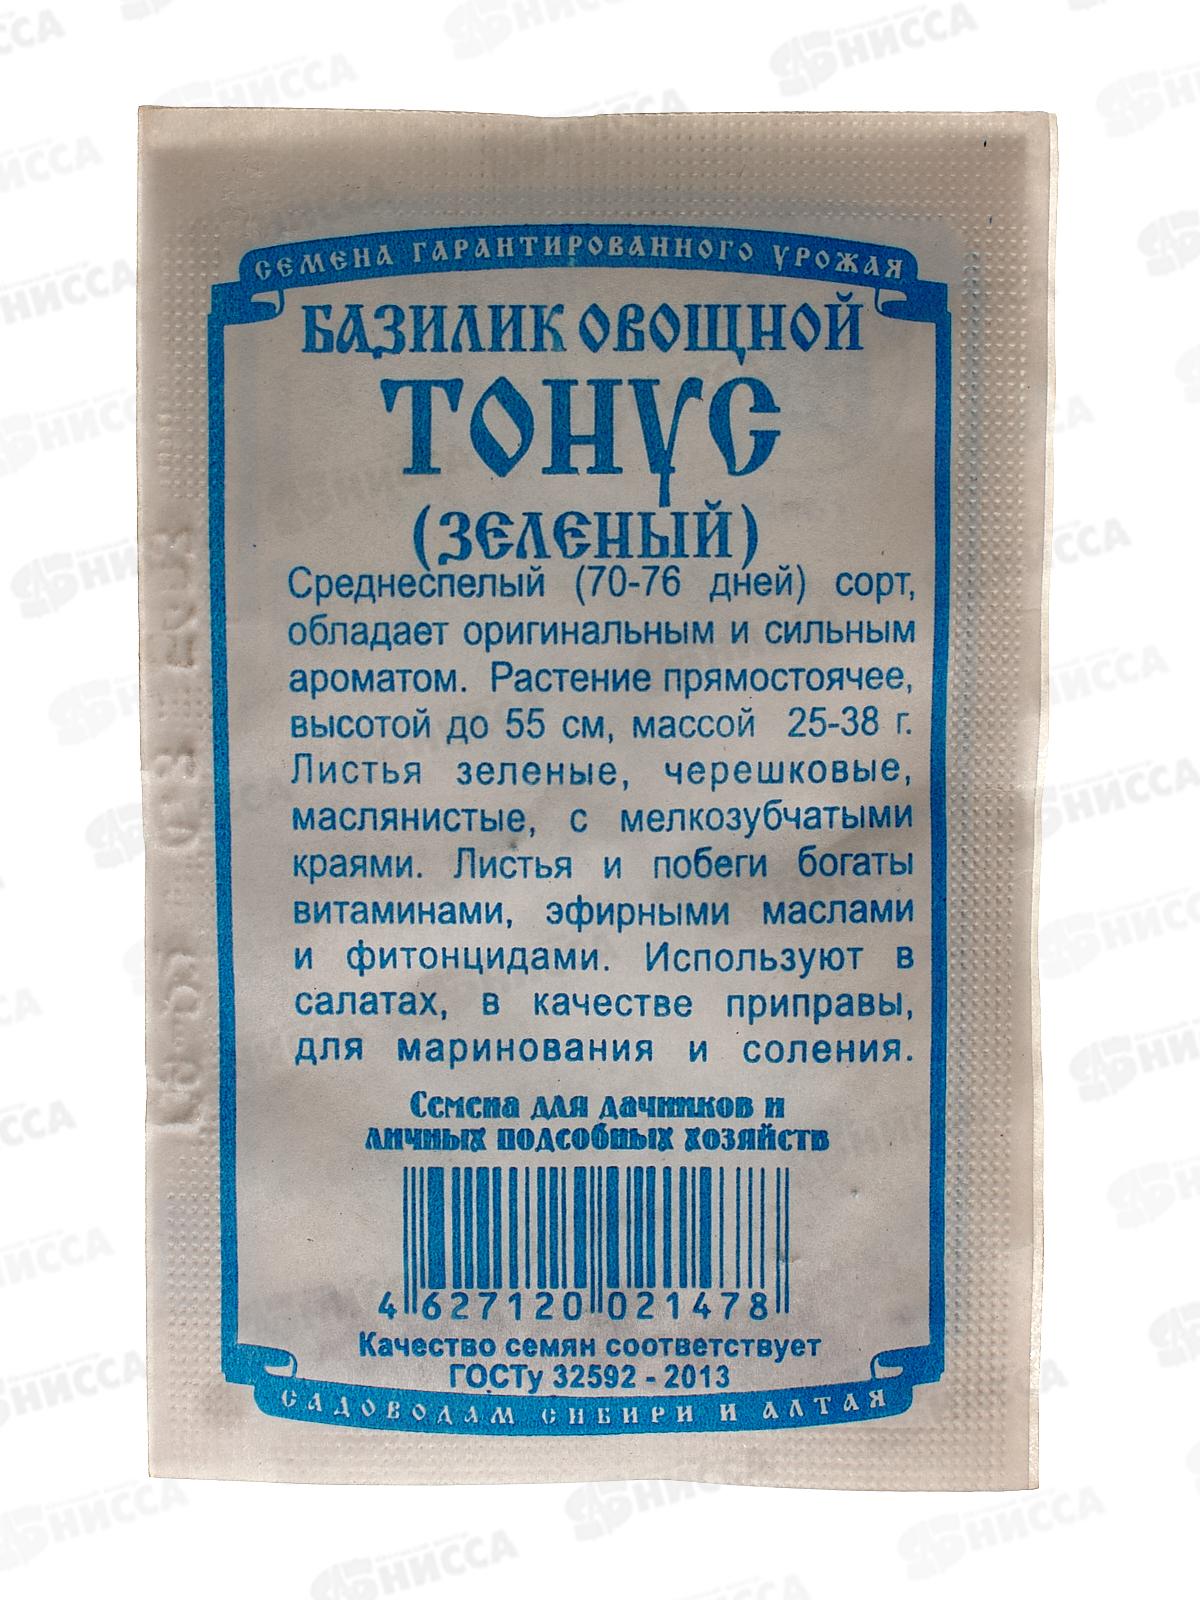 СЕМЕНА ГАРАНТИРОВАННОГО УРОЖАЯ
БАЗИЛИК ОВОЩНОЙ
ТОНУС
(ЗЕЛЕНЫЙ)
Среднеспелый (70-76 дней) сорт,
обладает оригинальным и сильным
ароматом. Растение прямостоячее,
высотой до 55 см, массой 25-38 г.
Листья зеленые, черешковые,
маслянистые, с мелкозубчатыми
краями. Листья и побеги богаты
витаминами, эфирными маслами
и фитонцидами. Используют в
салатах, в качестве приправы,
для маринования и соления.
Семена для дачников и
личных подсобных хозяйств
4 627120 021478
Качество семян соответствует
ГОСТу 32592 - 2013
САДОВОДАМ СИБИРИ И АЛТАЯ